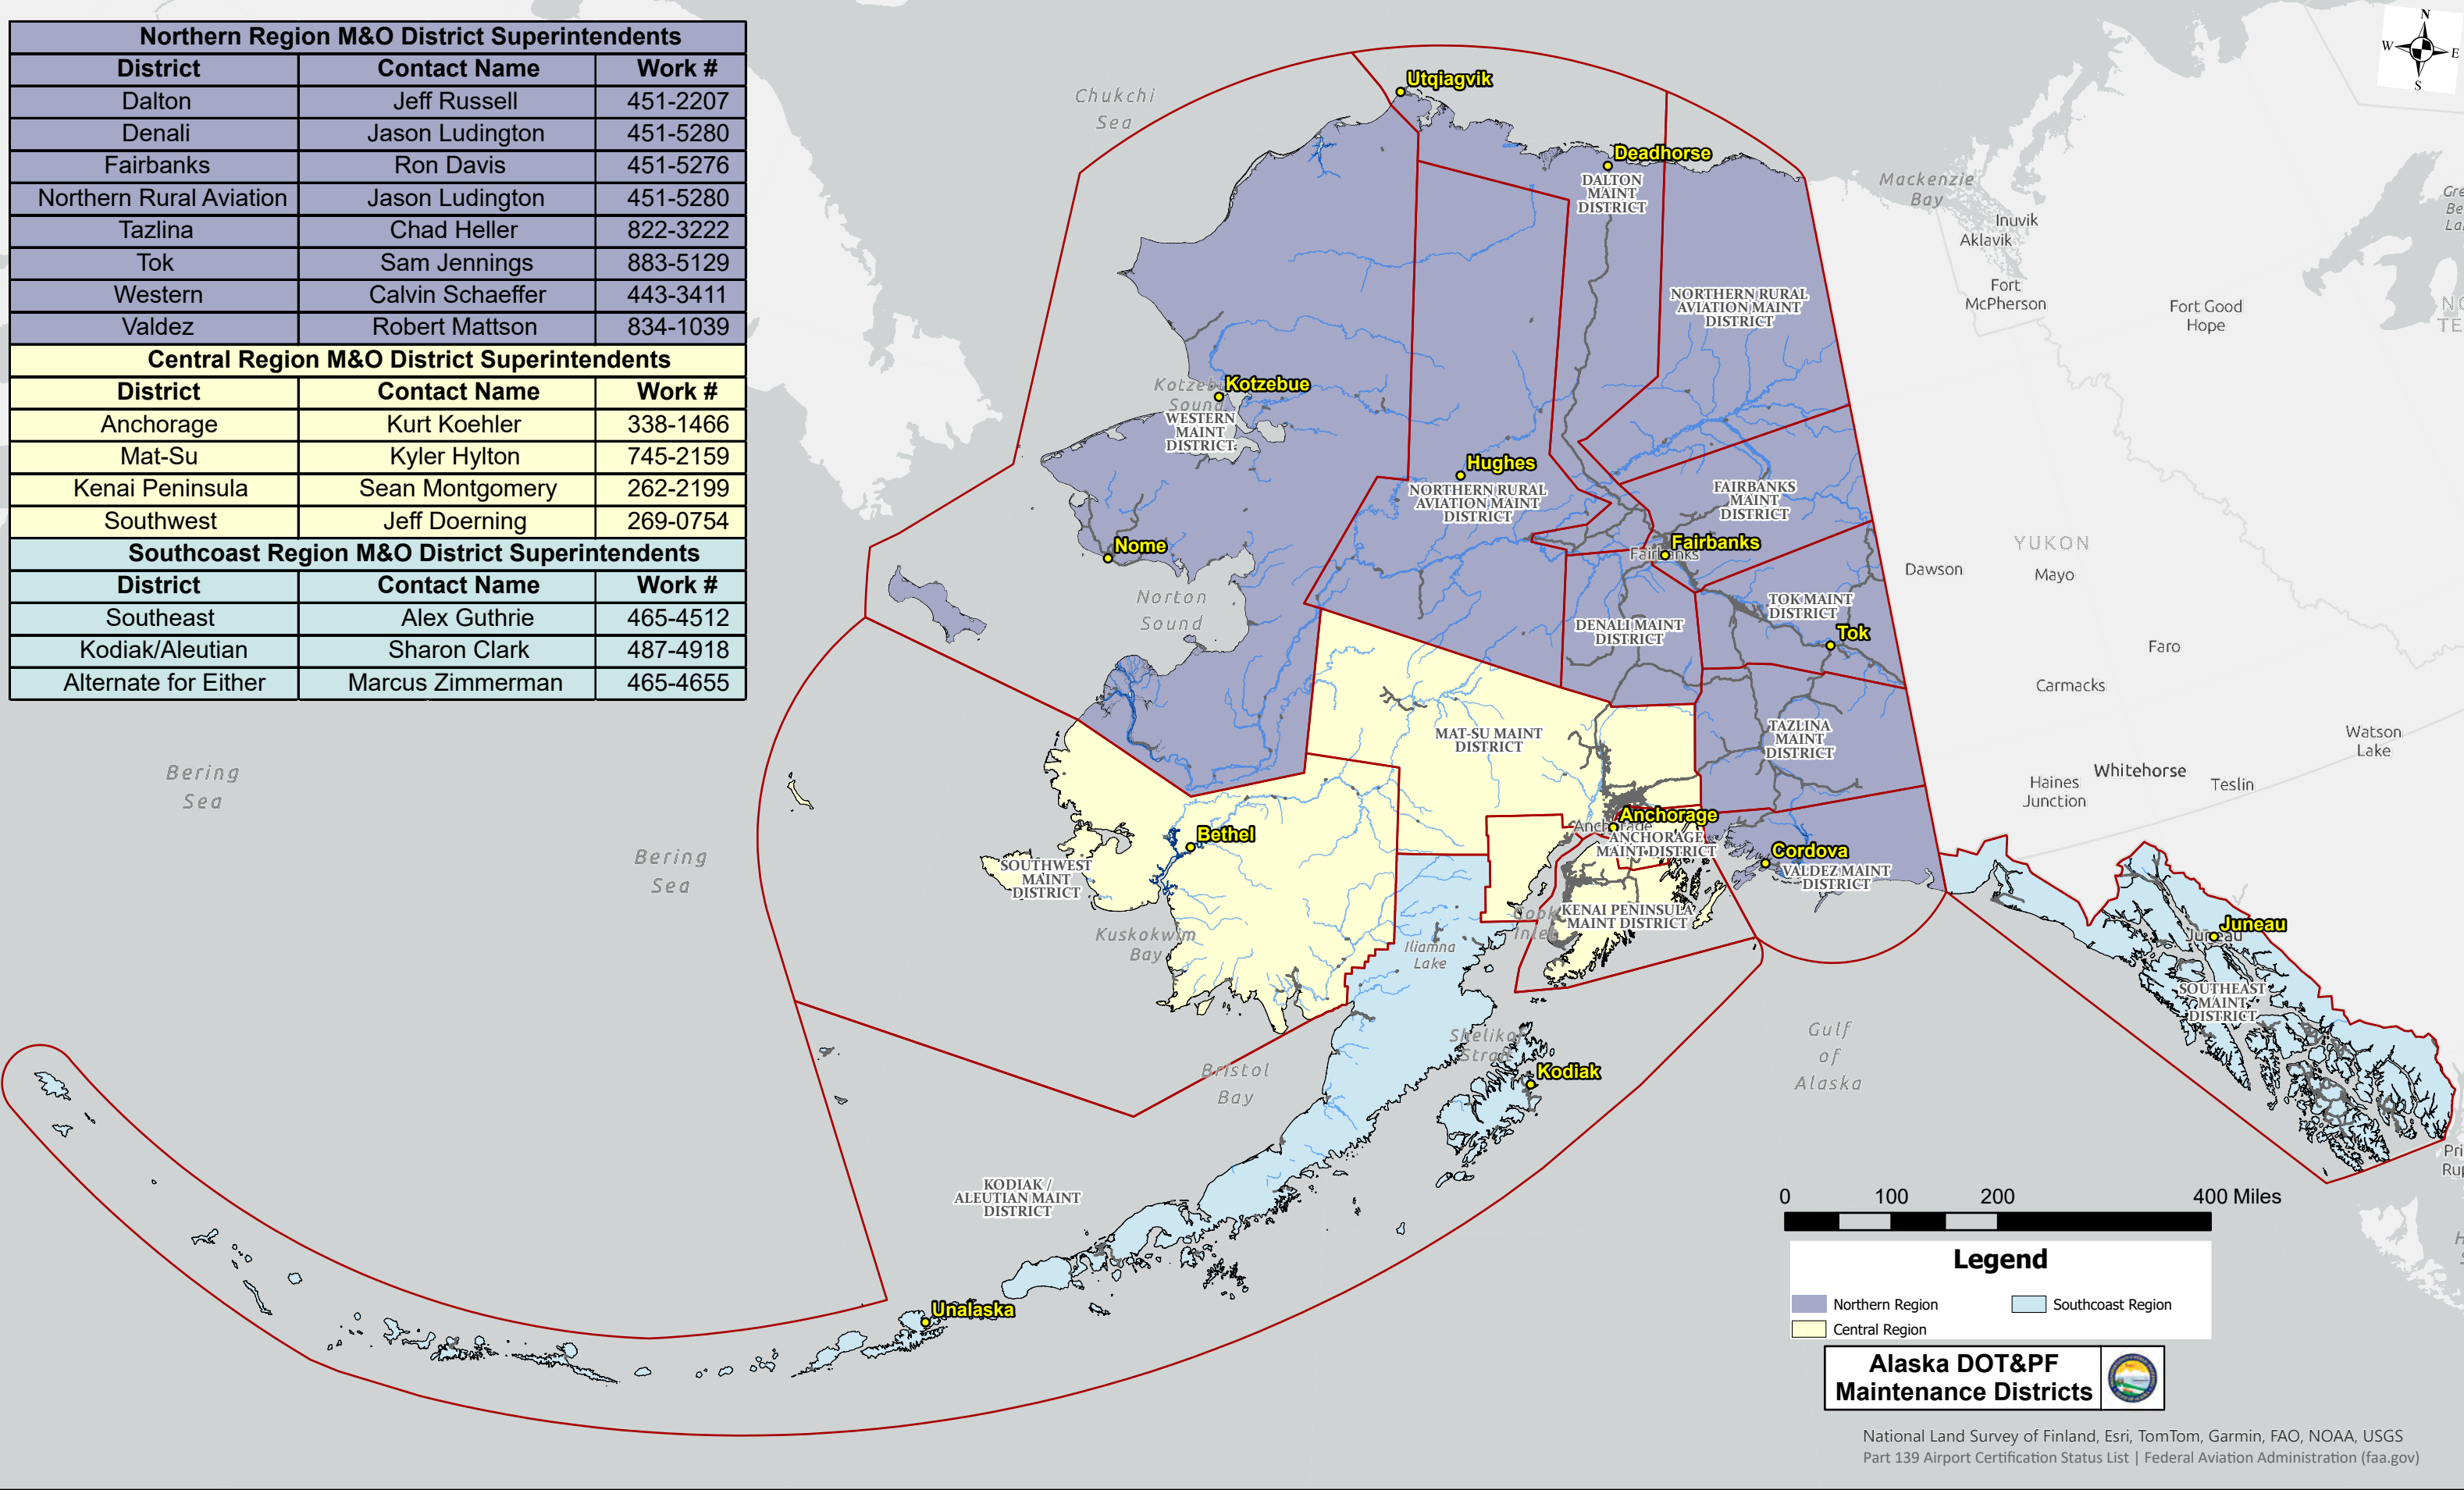 Northern Region M&O District Superintendents
District Contact Name Work #
Dalton Jeff Russell 451-2207
Denali Jason Ludington 451-5280
Fairbanks Ron Davis 451-5276
Northern Rural Aviation Jason Ludington 451-5280
Tazlina Chad Heller 822-3222
Tok Sam Jennings 883-5129
Western Calvin Schaeffer 443-3411
Valdez Robert Mattson 834-1039
Central Region M&O District Superintendents
District Contact Name Work #
Anchorage Kurt Koehler 338-1466
Mat-Su Kyler Hylton 745-2159
Kenai Peninsula Sean Montgomery 262-2199
Southwest Jeff Doerning 269-0754
Southcoast Region M&O District Superintendents
District Contact Name Work #
Southeast Alex Guthrie 465-4512
Kodiak/Aleutian Sharon Clark 487-4918
Alternate for Either Marcus Zimmerman 465-4655
N
W E
S
Chukchi
Sea
Utqiagvik
Deadhorse
DALTON
MAINT
DISTRICT
Mackenzie
Bay
Inuvik
Aklavik
Fort
McPherson
Fort Good
Hope
NORTHERN RURAL
AVIATION MAINT
DISTRICT
Kotzebue
Sound
WESTERN
MAINT
DISTRICT
Hughes
NORTHERN RURAL
AVIATION MAINT
DISTRICT
FAIRBANKS
MAINT
DISTRICT
Nome
Fairbanks
Fairbanks
Norton
Sound
YUKON
Dawson
Mayo
TOK MAINT
DISTRICT
Tok
DENALI MAINT
DISTRICT
Faro
Carmacks
Watson
Lake
Whitehorse
Haines
Junction
Teslin
MAT-SU MAINT
DISTRICT
TAZLINA
MAINT
DISTRICT
Bering
Sea
Bering
Sea
Bethel
SOUTHWEST
MAINT
DISTRICT
Anchorage
ANCHORAGE
MAINT DISTRICT
Cordova
VALDEZ MAINT
DISTRICT
Kuskokwim
Bay
Iliamna
Lake
Cook
Inlet
KENAI PENINSULA
MAINT DISTRICT
Juneau
Juneau
SOUTHEAST
MAINT
DISTRICT
Shelikof
Strait
Kodiak
Bristol
Bay
Gulf
of
Alaska
KODIAK /
ALEUTIAN MAINT
DISTRICT
Unalaska
0 100 200 400 Miles
Legend
Northern Region Southcoast Region
Central Region
Alaska DOT&PF
Maintenance Districts
National Land Survey of Finland, Esri, TomTom, Garmin, FAO, NOAA, USGS
Part 139 Airport Certification Status List | Federal Aviation Administration (faa.gov)